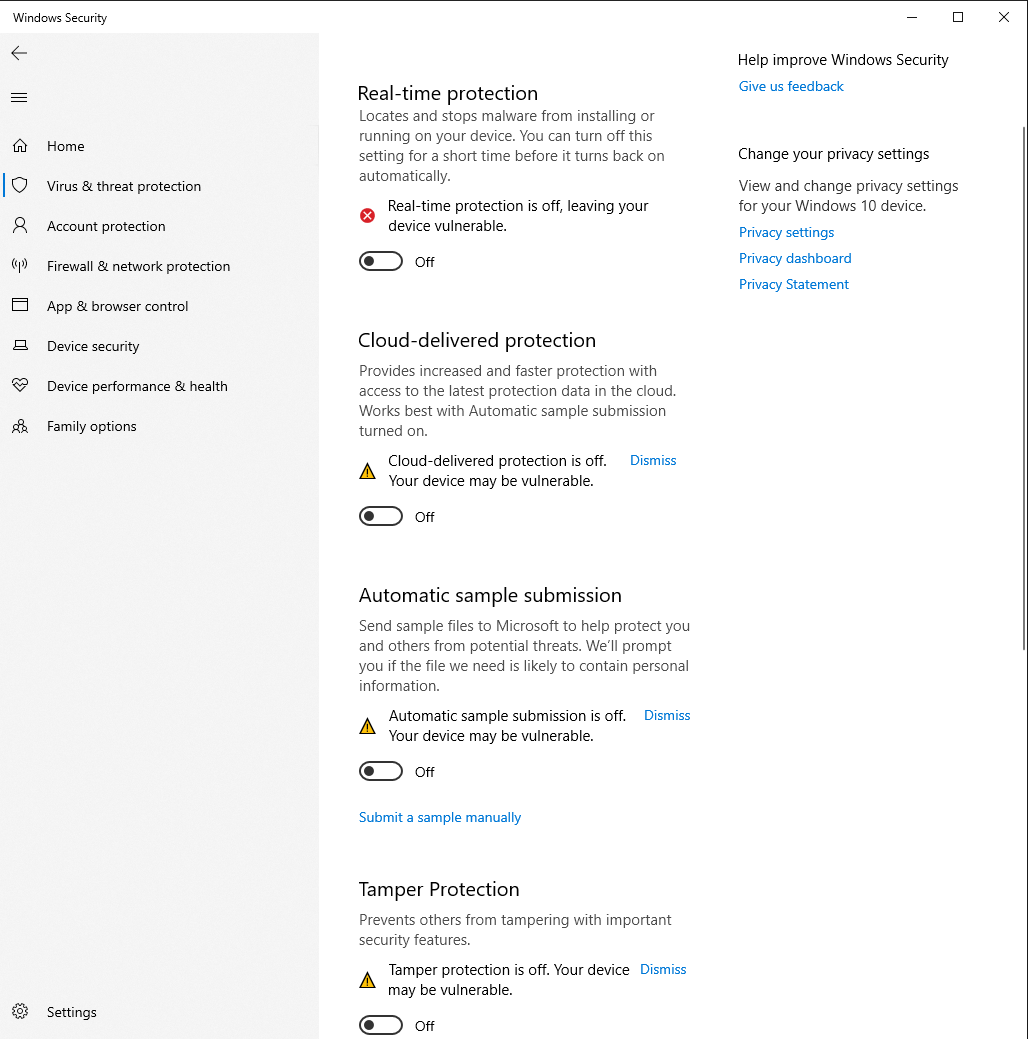 Windows Security
Home
Virus & threat protection
Account protection
Firewall & network protection
App & browser control
Device security
Device performance & health
Family options
Settings
Real-time protection
Locates and stops malware from installing or
running on your device. You can turn off this
setting for a short time before it turns back on
automatically.
Real-time protection is off, leaving your
device vulnerable.
Off
Cloud-delivered protection
Provides increased and faster protection with
access to the latest protection data in the cloud.
Works best with Automatic sample submission
turned on.
Cloud-delivered protection is off. Dismiss
Your device may be vulnerable.
Off
Automatic sample submission
Send sample files to Microsoft to help protect you
and others from potential threats. We’ll prompt
you if the file we need is likely to contain personal
information.
Automatic sample submission is off. Dismiss
Your device may be vulnerable.
Off
Submit a sample manually
Tamper Protection
Prevents others from tampering with important
security features.
Tamper protection is off. Your device Dismiss
may be vulnerable.
Off
Help improve Windows Security
Give us feedback
Change your privacy settings
View and change privacy settings
for your Windows 10 device.
Privacy settings
Privacy dashboard
Privacy Statement